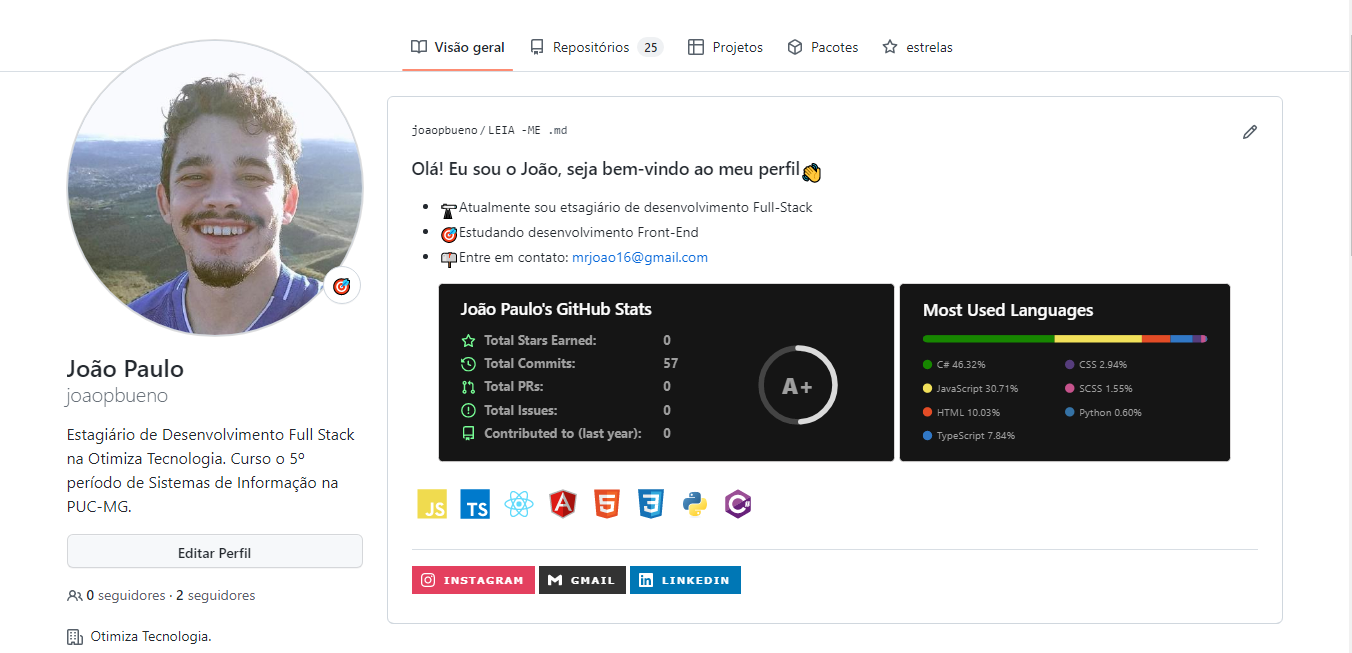 Visão geral
Repositórios 25
Projetos
Pacotes
estrelas
joaopbueno/LEIA -ME .md
Olá! Eu sou o João, seja bem-vindo ao meu perfil
Atualmente sou etsagiário de desenvolvimento Full-Stack
Estudando desenvolvimento Front-End
Entre em contato: mrjoao16@gmail.com
João Paulo's GitHub Stats
Total Stars Earned: 0
Total Commits: 57
Total PRs: 0
Total Issues: 0
Contributed to (last year): 0
A+
Most Used Languages
C# 46.32%
JavaScript 30.71%
HTML 10.03%
TypeScript 7.84%
CSS 2.94%
SCSS 1.55%
Python 0.60%
JS
TS
A
5
3
C#
INSTAGRAM
GMAIL
LINKEDIN
João Paulo
joaopbueno
Estagiário de Desenvolvimento Full Stack
na Otimiza Tecnologia. Curso o 5º
período de Sistemas de Informação na
PUC-MG.
Editar Perfil
0 seguidores · 2 seguidores
Otimiza Tecnologia.